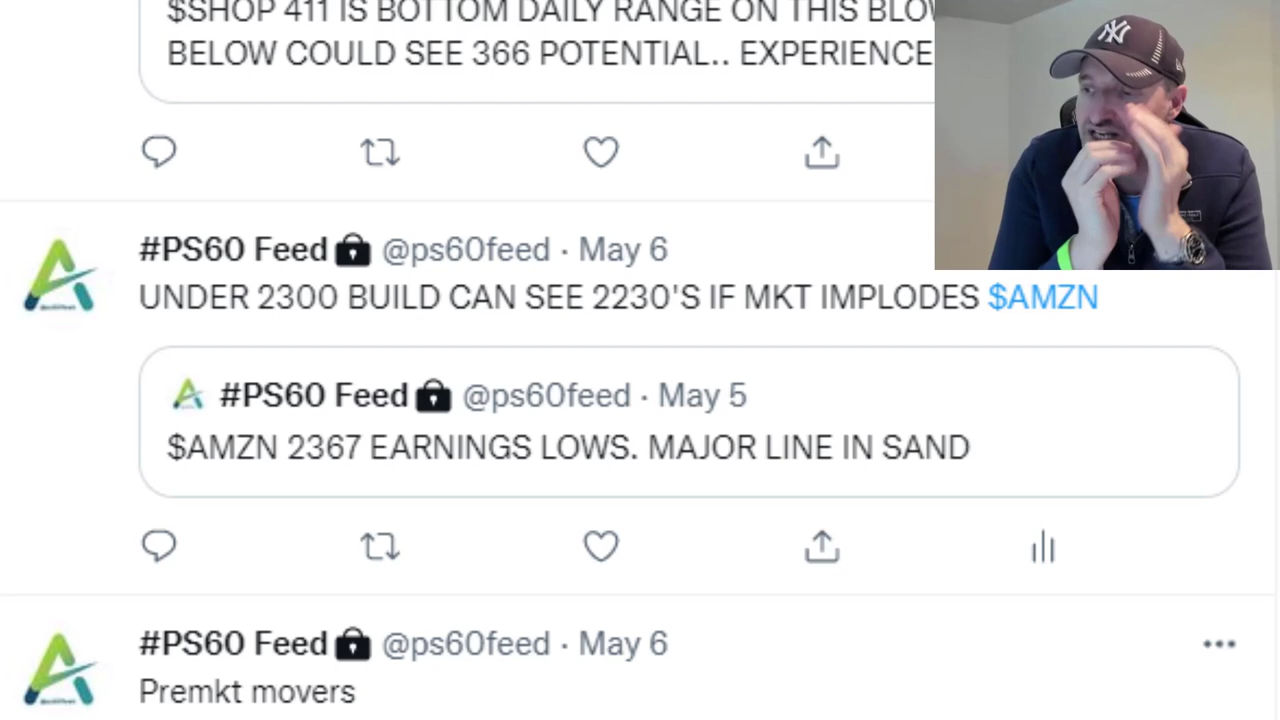 $SHOP 411 IS BOTTOM DAILY RANGE ON THIS
BELOW COULD SEE 366 POTENTIAL.. EXPERIENCE
#PS60 Feed @ps60feed · May 6
UNDER 2300 BUILD CAN SEE 2230'S IF MKT IMPLODES $AMZN
#PS60 Feed @ps60feed · May 5
$AMZN 2367 EARNINGS LOWS. MAJOR LINE IN SAND
#PS60 Feed @ps60feed · May 6
Premkt movers